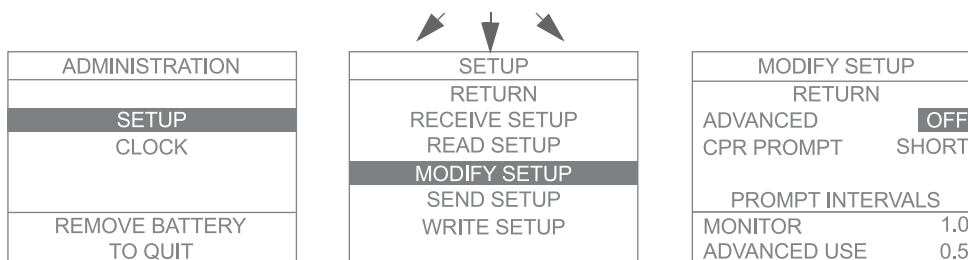 ADMINISTRATION
SETUP
CLOCK
REMOVE BATTERY
TO QUIT
SETUP
RETURN
RECEIVE SETUP
READ SETUP
MODIFY SETUP
SEND SETUP
WRITE SETUP
MODIFY SETUP
RETURN
ADVANCED OFF
CPR PROMPT SHORT
PROMPT INTERVALS
MONITOR 1.0
ADVANCED USE 0.5